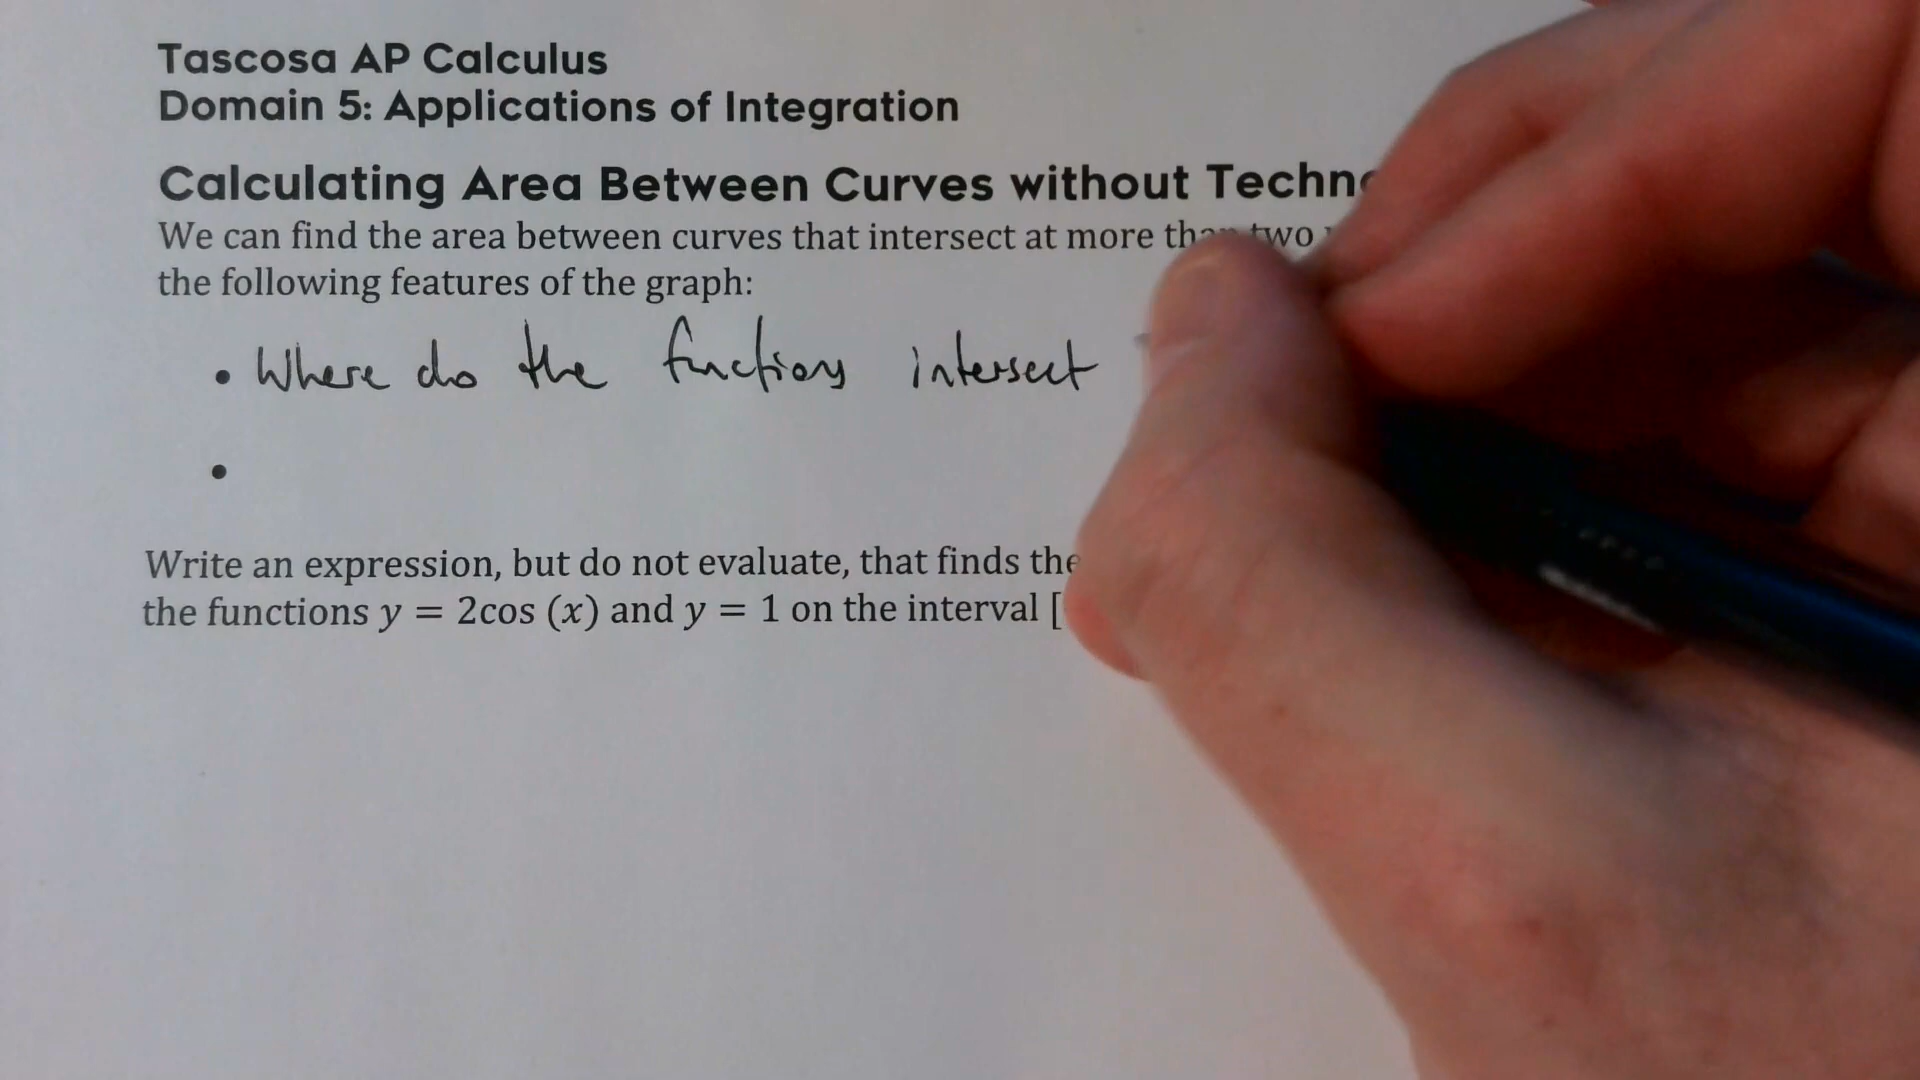 Tascosa AP Calculus
Domain 5: Applications of Integration
Calculating Area Between Curves without
We can find the area between curves that intersect at more than two
the following features of the graph:
• Where do the functions intersect
•
Write an expression, but do not evaluate, that finds the
the functions y = 2cos (x) and y = 1 on the interval [